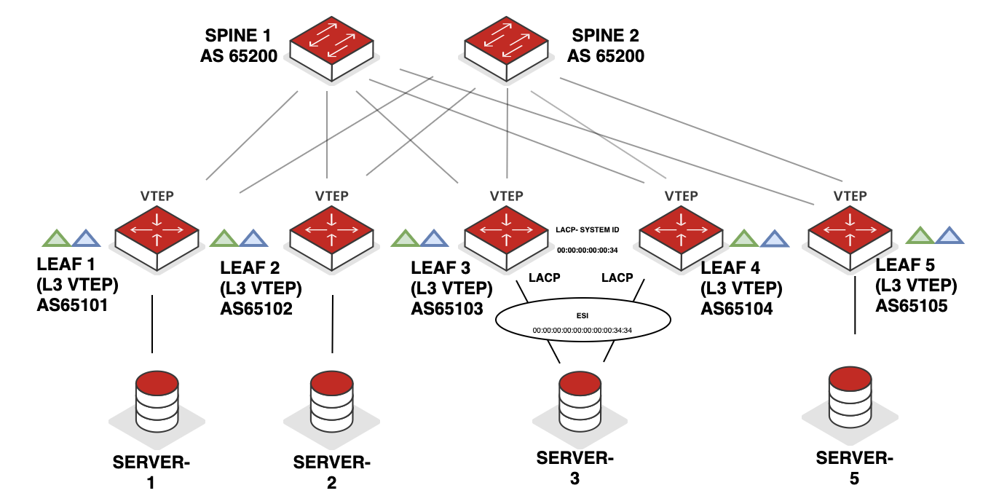 SPINE 1
AS 65200
SPINE 2
AS 65200
VTEP
VTEP
VTEP
VTEP
VTEP
LEAF 1
(L3 VTEP)
AS65101
LEAF 2
(L3 VTEP)
AS65102
LEAF 3
(L3 VTEP)
AS65103
LACP- SYSTEM ID
00:00:00:00:00:34
LACP
LACP
LEAF 4
(L3 VTEP)
AS65104
LEAF 5
(L3 VTEP)
AS65105
ESI
00:00:00:00:00:00:00:00:34:34
SERVER-
1
SERVER-
2
SERVER-
3
SERVER-
5